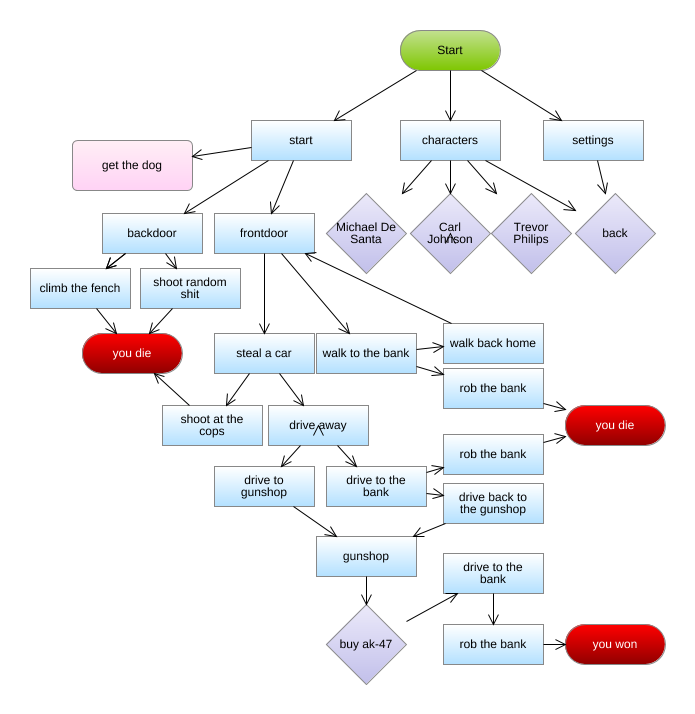 Start
start
characters
settings
get the dog
Michael De
Santa
Carl
Johnson
Trevor
Philips
back
backdoor
frontdoor
climb the fench
shoot random
shit
you die
steal a car
walk to the bank
walk back home
rob the bank
shoot at the
cops
drive away
you die
rob the bank
drive to
gunshop
drive to the
bank
drive back to
the gunshop
gunshop
drive to the
bank
buy ak-47
rob the bank
you won